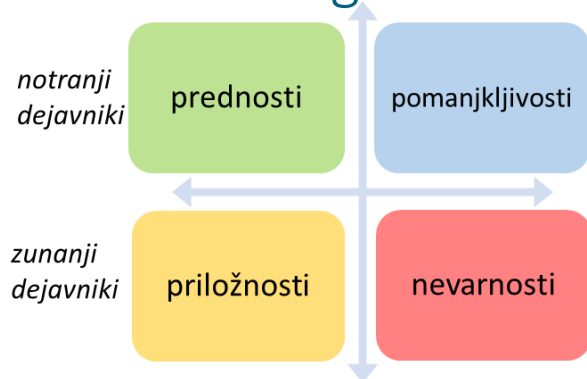 notranji
dejavniki
prednosti
pomanjkljivosti
zunanji
dejavniki
priložnosti
nevarnosti